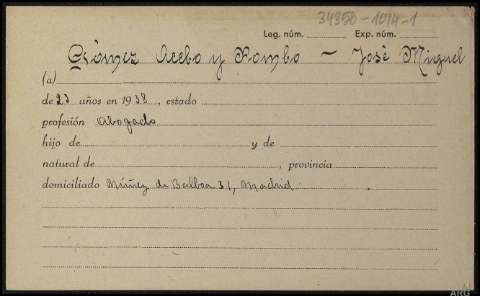 34350-1014-1
Leg. núm. Exp. núm.
Gómez Acebo y Pombo — José Miguel
(a)
de 23 años en 1938, estado
profesión Abogado
hijo de y de
natural de , provincia
domiciliado Núñez de Balboa 31, Madrid
ARG